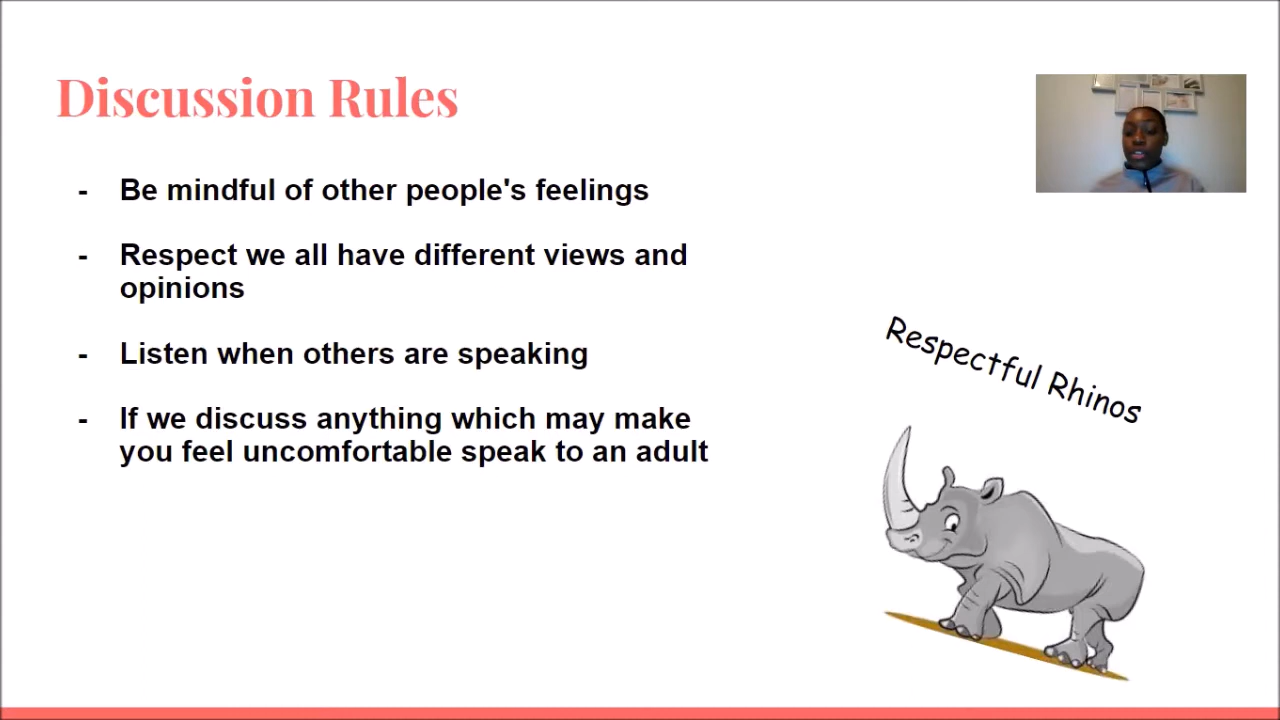 Discussion Rules
- Be mindful of other people's feelings
- Respect we all have different views and
opinions
- Listen when others are speaking
- If we discuss anything which may make
you feel uncomfortable speak to an adult
Respectful Rhinos